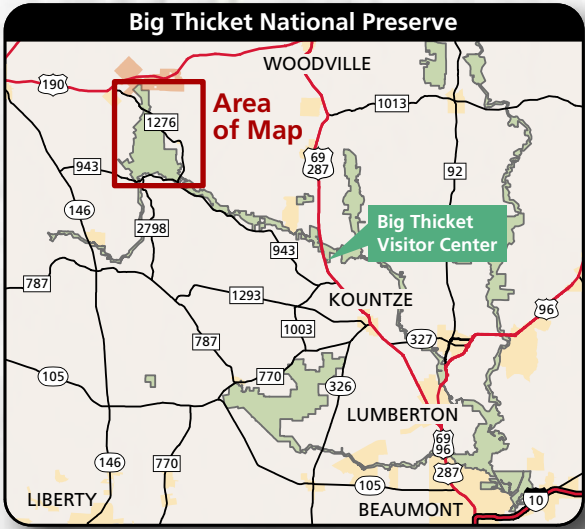 Big Thicket National Preserve
WOODVILLE
190
Area
of Map
1013
1276
69
287
943
92
146
Big Thicket
Visitor Center
2798
943
787
1293
KOUNTZE
96
1003
327
787
105
770
326
LUMBERTON
69
96
287
146
770
105
10
LIBERTY
BEAUMONT